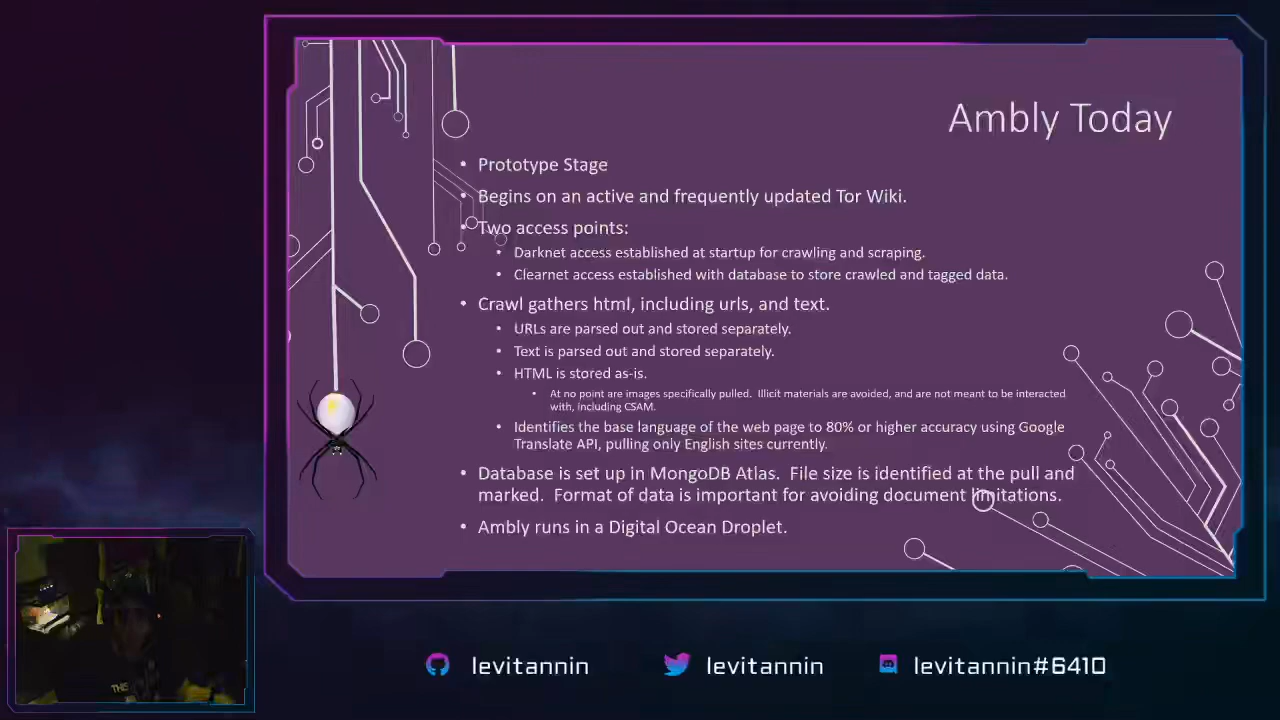 Ambly Today
• Prototype Stage
• Begins on an active and frequently updated Tor Wiki.
• Two access points:
• Darknet access established at startup for crawling and scraping.
• Clearnet access established with database to store crawled and tagged data.
• Crawl gathers html, including urls, and text.
• URLs are parsed out and stored separately.
• Text is parsed out and stored separately.
• HTML is stored as-is.
• At no point are images specifically pulled. Illicit materials are avoided, and are not meant to be interacted
with, including CSAM.
• Identifies the base language of the web page to 80% or higher accuracy using Google
Translate API, pulling only English sites currently.
• Database is set up in MongoDB Atlas. File size is identified at the pull and
marked. Format of data is important for avoiding document limitations.
• Ambly runs in a Digital Ocean Droplet.
THIS
levitannin
levitannin
levitannin#6410